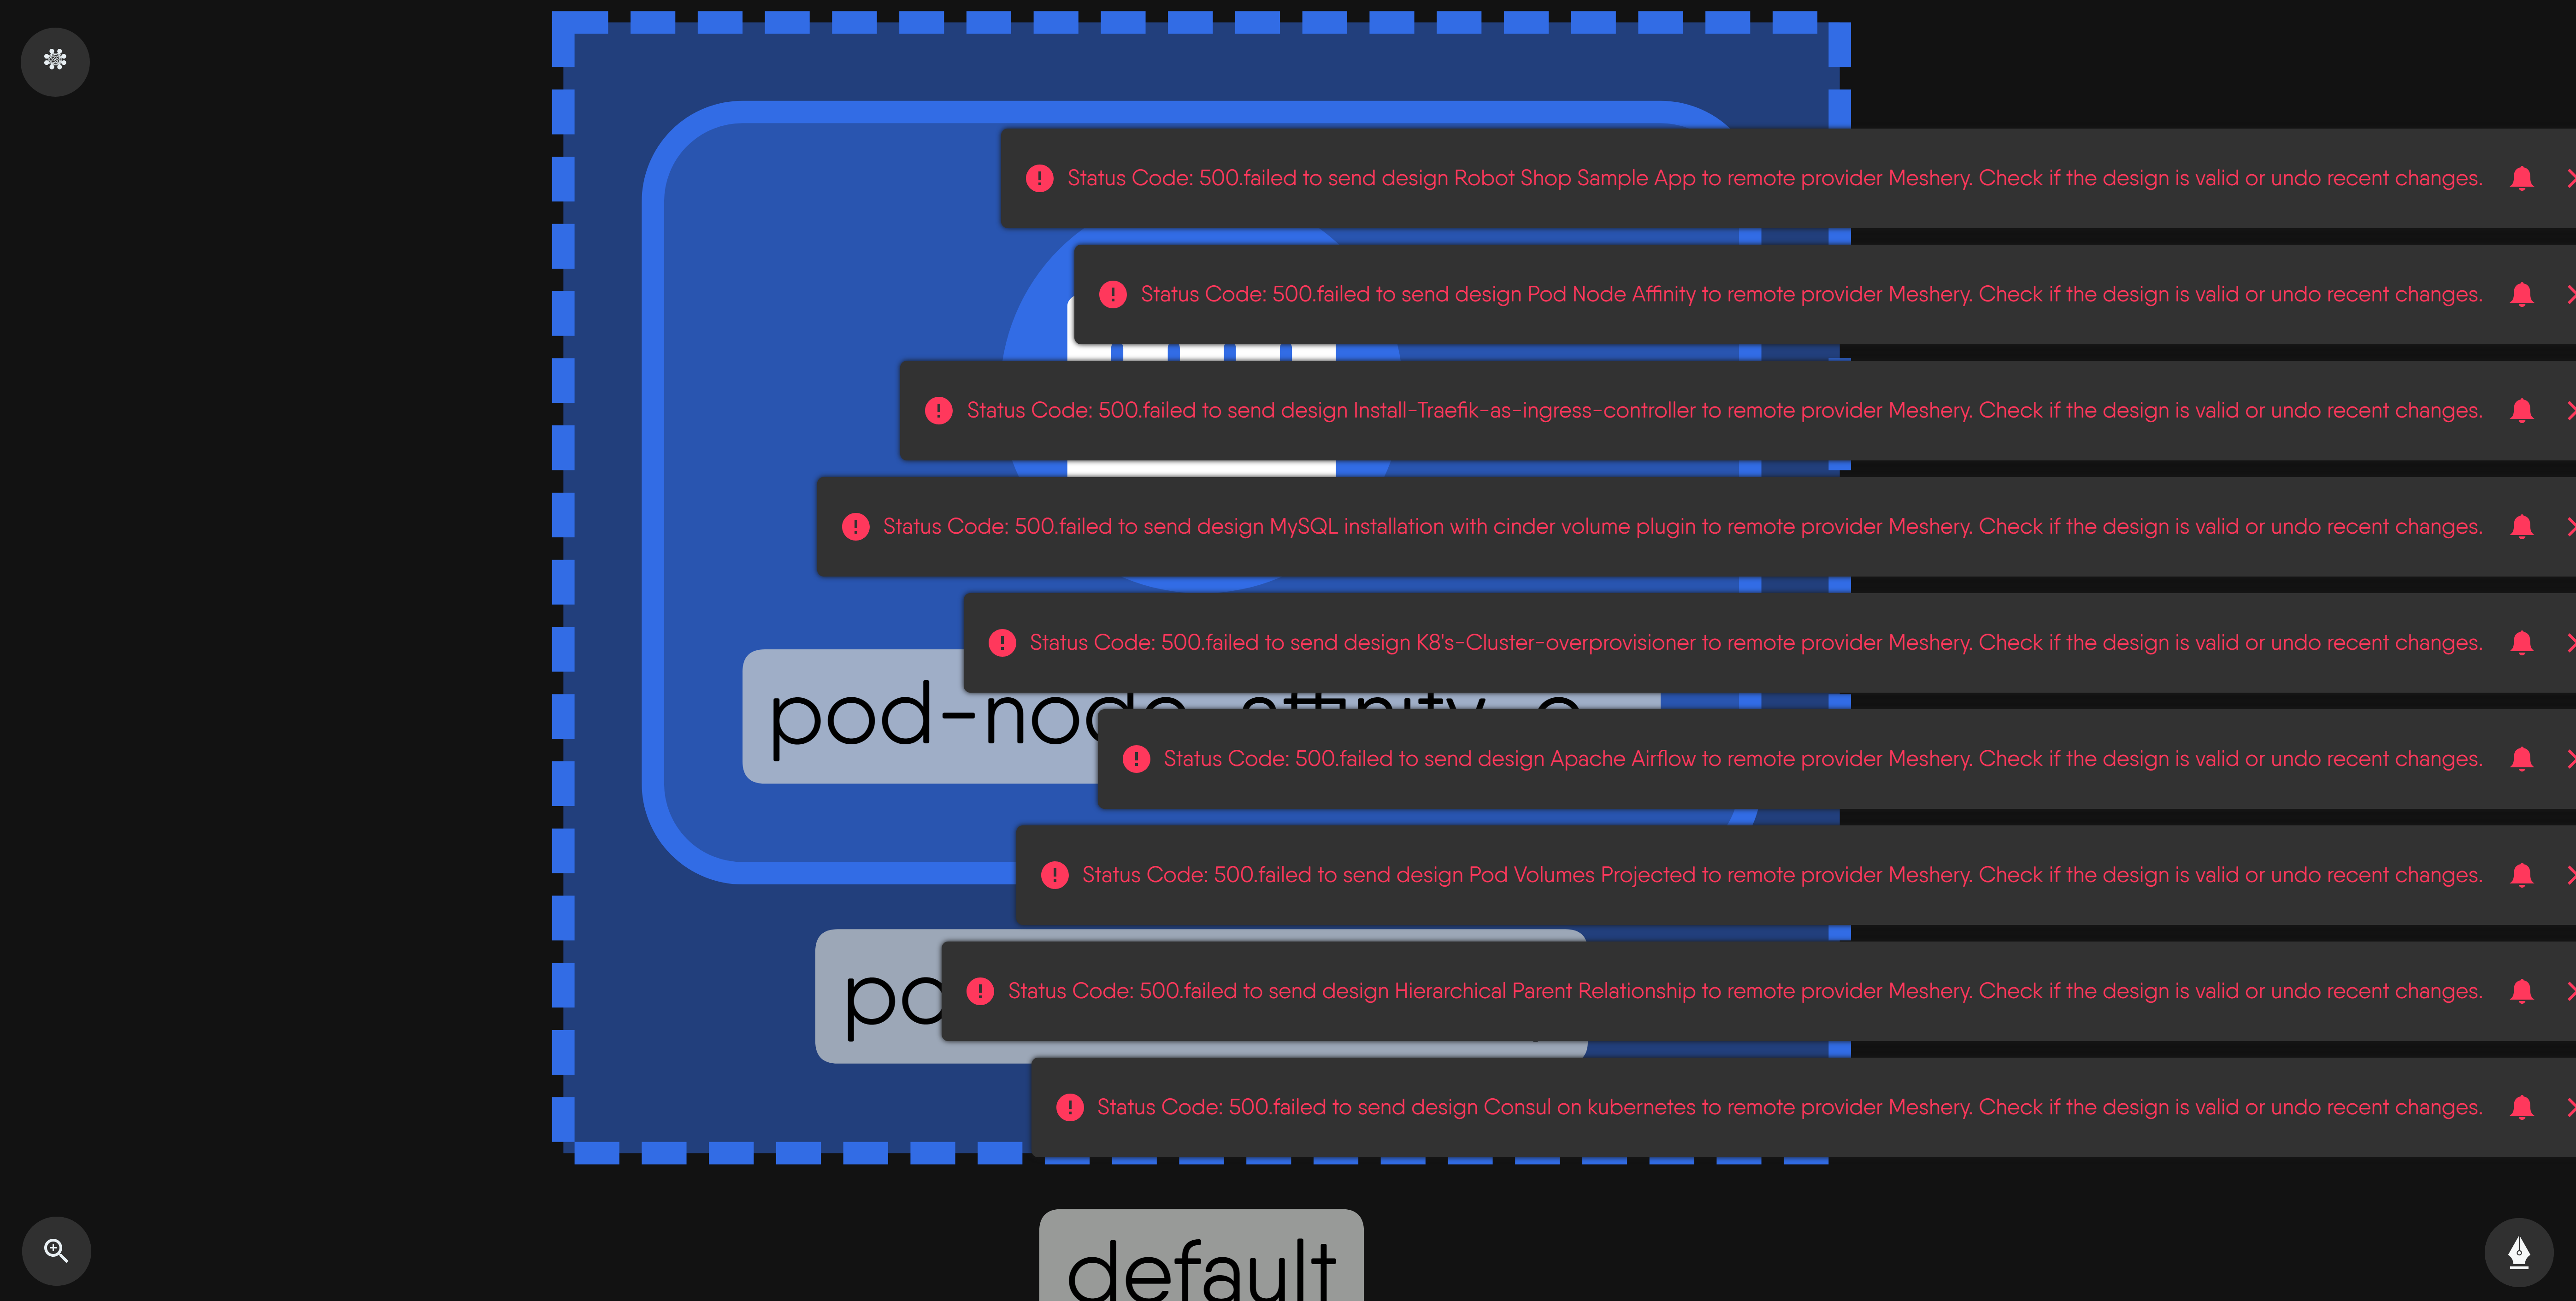 Status Code: 500.failed to send design Robot Shop Sample App to remote provider Meshery. Check if the design is valid or undo recent changes.
Status Code: 500.failed to send design Pod Node Affinity to remote provider Meshery. Check if the design is valid or undo recent changes.
Status Code: 500.failed to send design Install-Traefik-as-ingress-controller to remote provider Meshery. Check if the design is valid or undo recent changes.
Status Code: 500.failed to send design MySQL installation with cinder volume plugin to remote provider Meshery. Check if the design is valid or undo recent changes.
Status Code: 500.failed to send design K8's-Cluster-overprovisioner to remote provider Meshery. Check if the design is valid or undo recent changes.
pod-node-affinity-
Status Code: 500.failed to send design Apache Airflow to remote provider Meshery. Check if the design is valid or undo recent changes.
Status Code: 500.failed to send design Pod Volumes Projected to remote provider Meshery. Check if the design is valid or undo recent changes.
Status Code: 500.failed to send design Hierarchical Parent Relationship to remote provider Meshery. Check if the design is valid or undo recent changes.
Status Code: 500.failed to send design Consul on kubernetes to remote provider Meshery. Check if the design is valid or undo recent changes.
default